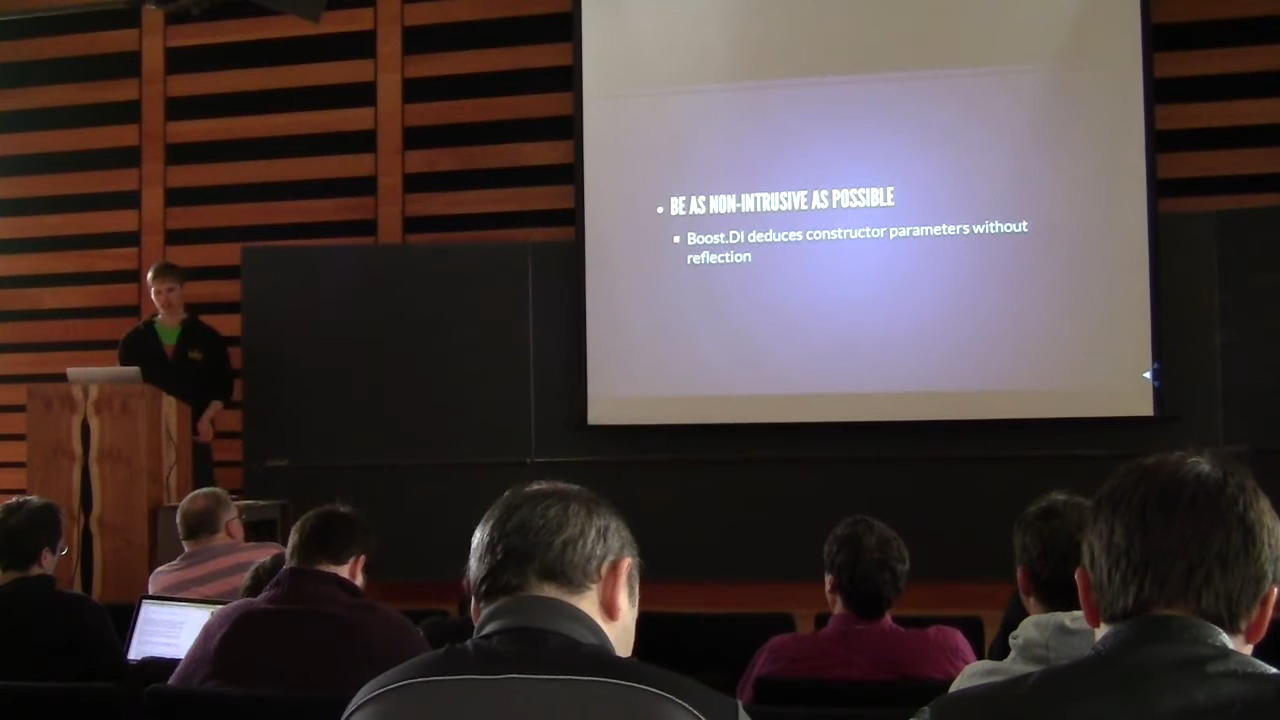 BE AS NON-INTRUSIVE AS POSSIBLE
Boost.DI deduces constructor parameters without
reflection